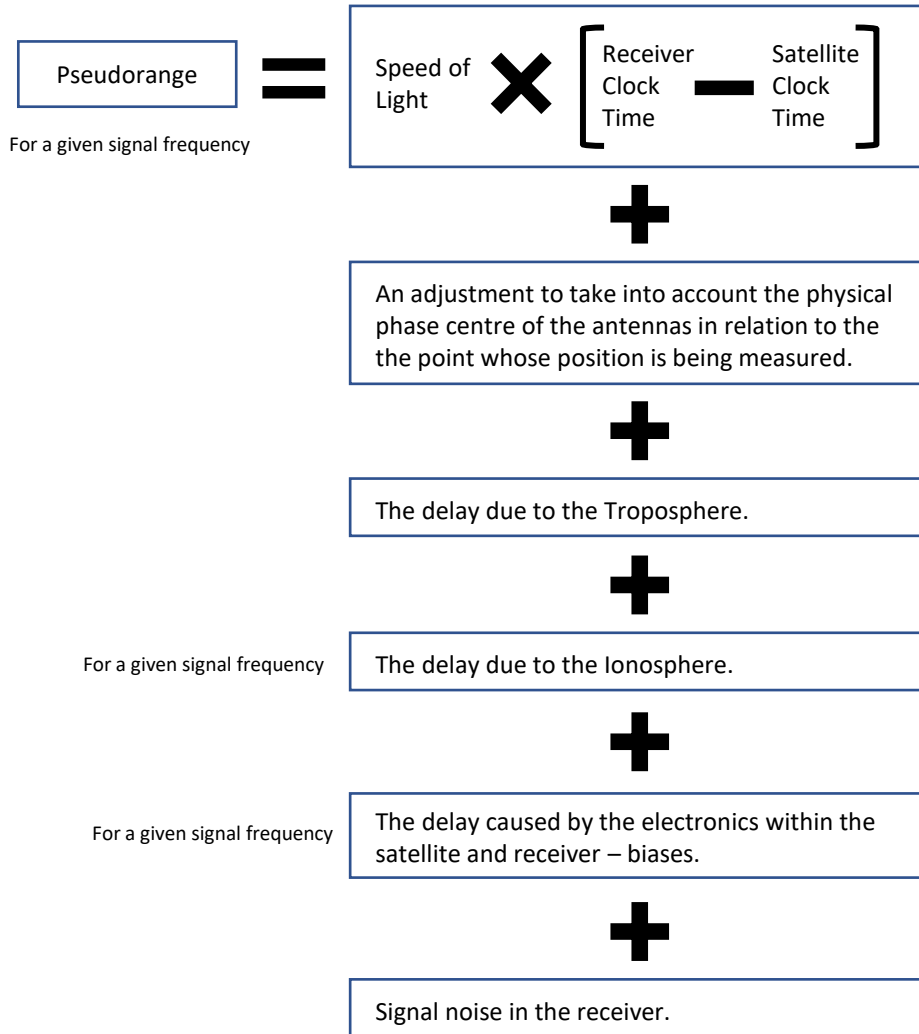 Pseudorange
For a given signal frequency
Speed of
Light
Receiver
Clock
Time
Satellite
Clock
Time
An adjustment to take into account the physical
phase centre of the antennas in relation to the
the point whose position is being measured.
The delay due to the Troposphere.
For a given signal frequency
The delay due to the Ionosphere.
For a given signal frequency
The delay caused by the electronics within the
satellite and receiver – biases.
Signal noise in the receiver.